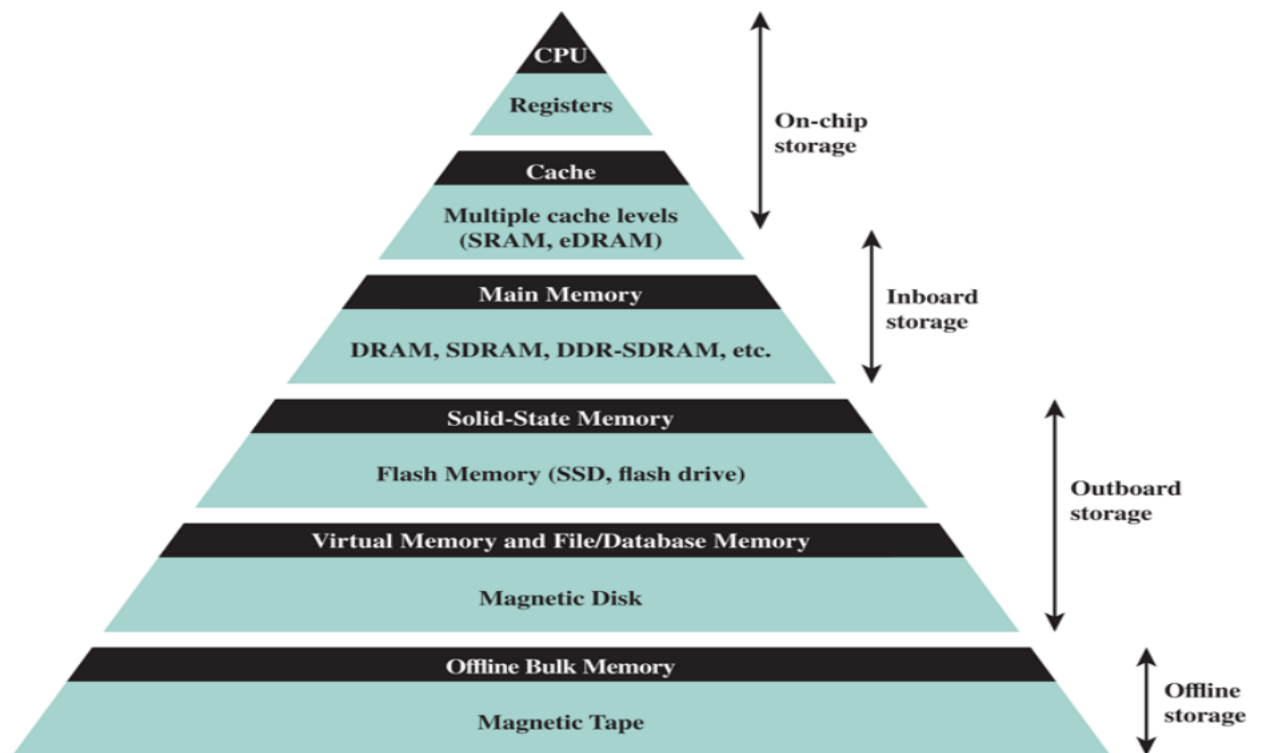 CPU
Registers
On-chip
storage
Cache
Multiple cache levels
(SRAM, eDRAM)
Main Memory
Inboard
storage
DRAM, SDRAM, DDR-SDRAM, etc.
Solid-State Memory
Flash Memory (SSD, flash drive)
Outboard
storage
Virtual Memory and File/Database Memory
Magnetic Disk
Offline Bulk Memory
Offline
storage
Magnetic Tape